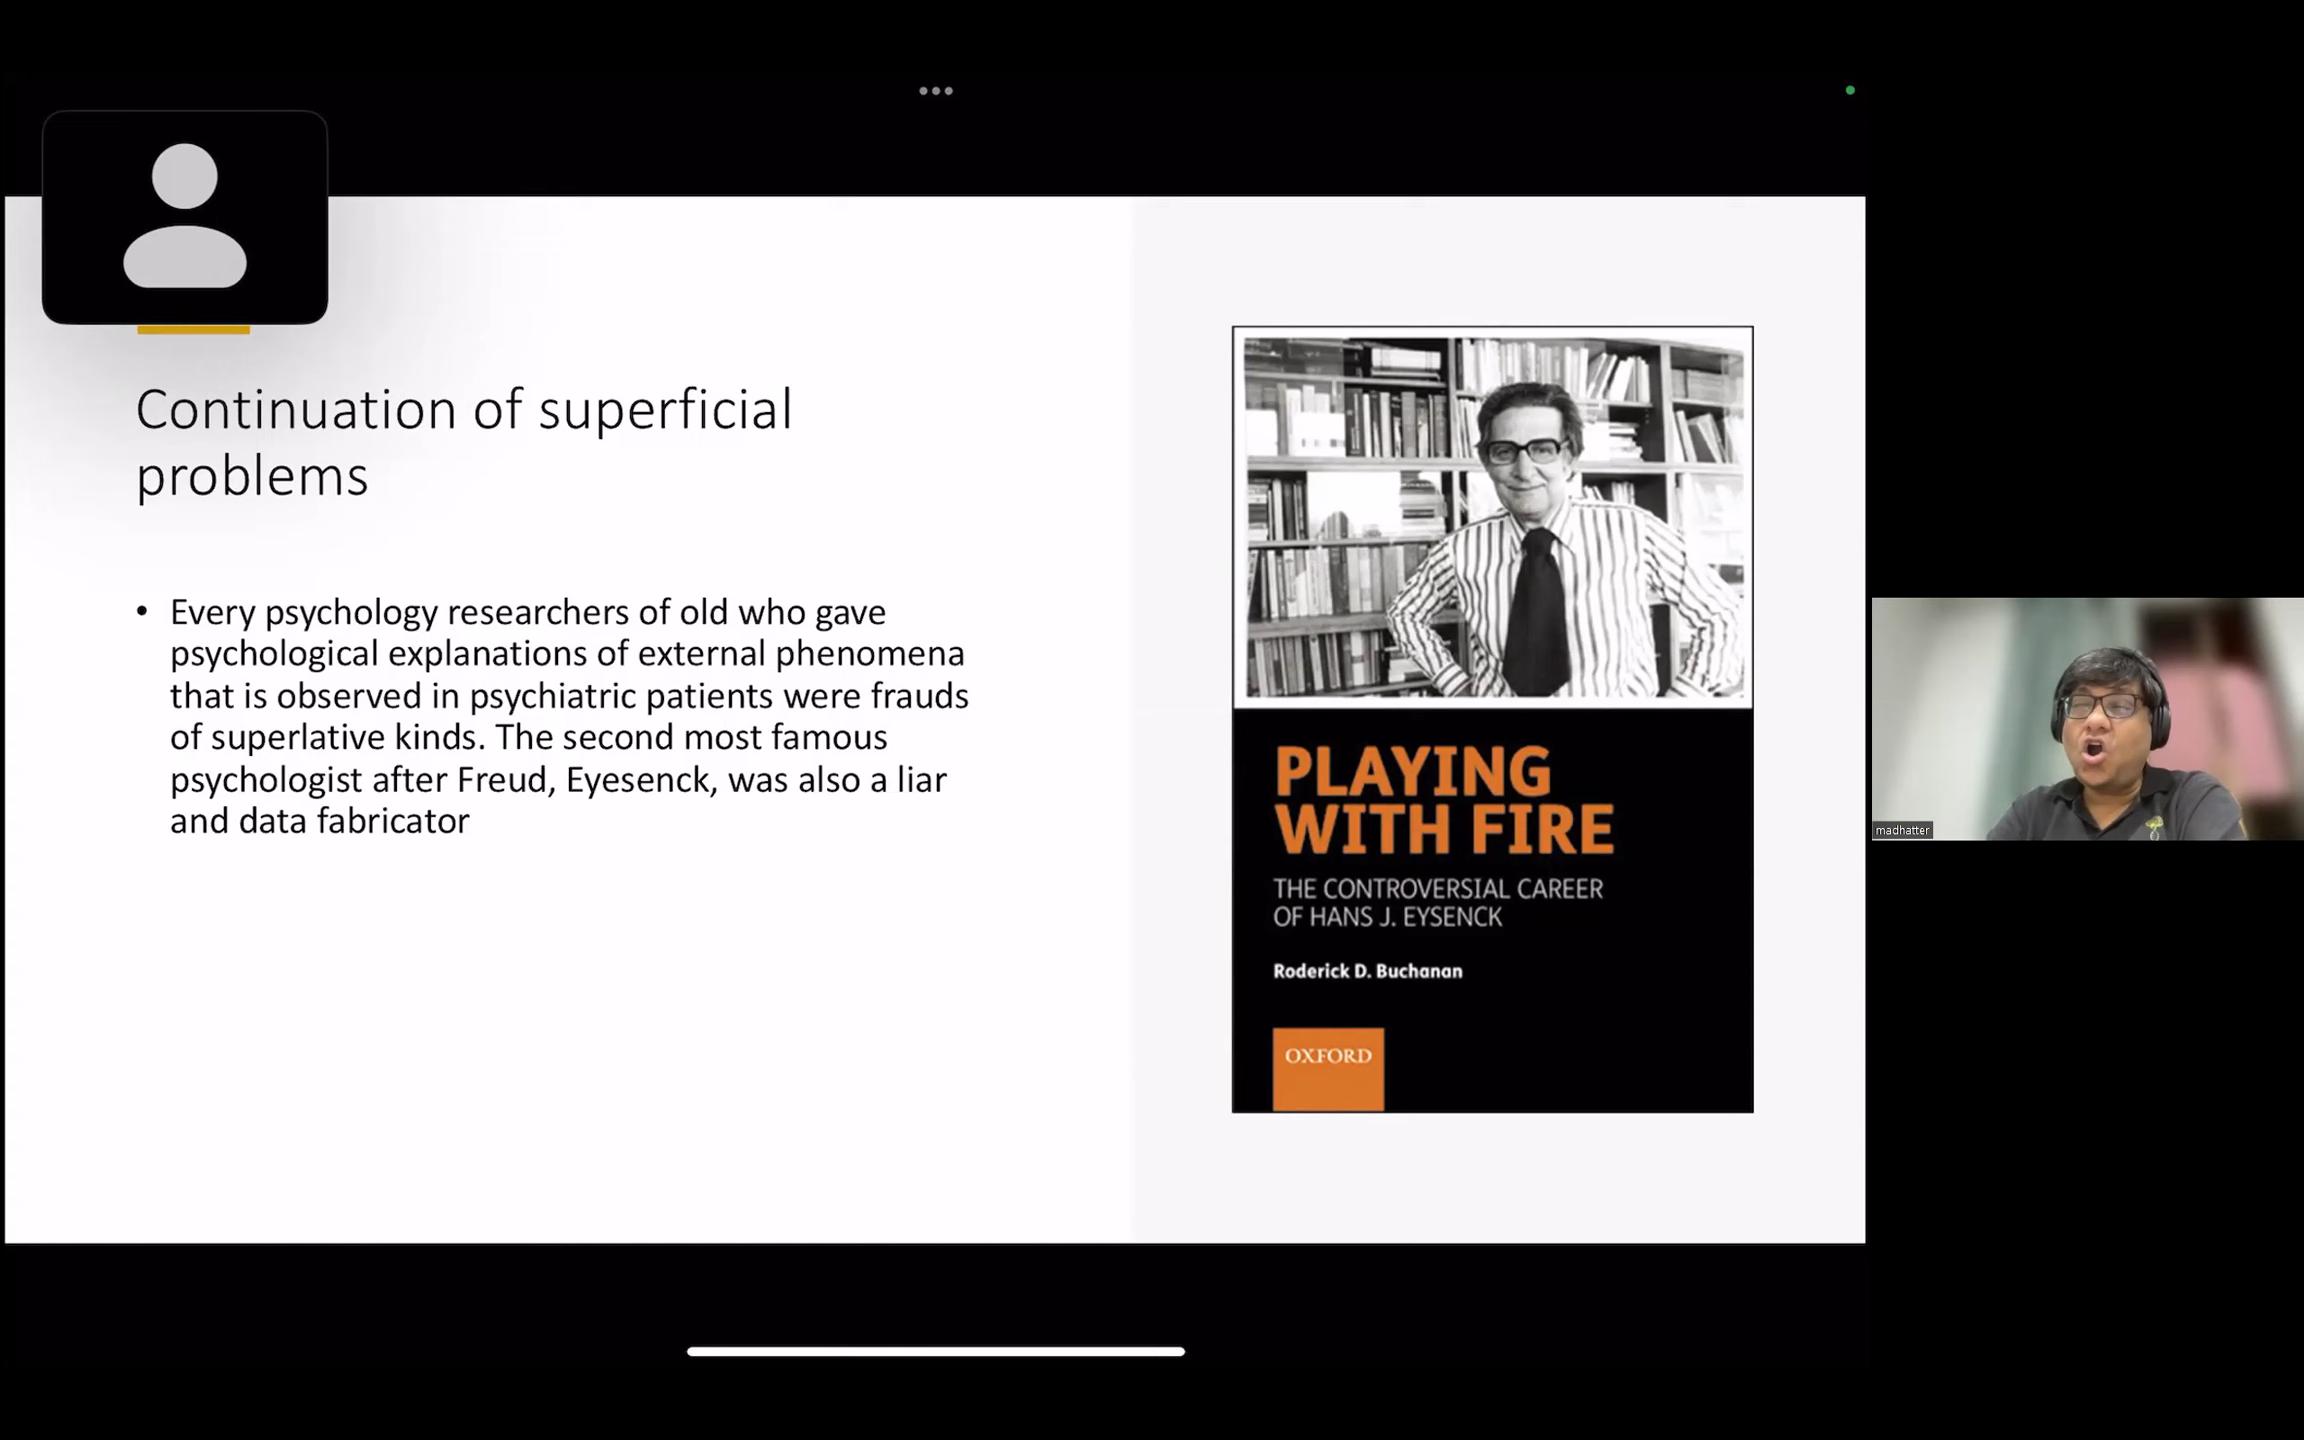 Continuation of superficial
problems
• Every psychology researchers of old who gave
psychological explanations of external phenomena
that is observed in psychiatric patients were frauds
of superlative kinds. The second most famous
psychologist after Freud, Eyesenck, was also a liar
and data fabricator
PLAYING
WITH FIRE
THE CONTROVERSIAL CAREER
OF HANS J. EYSENCK
Roderick D. Buchanan
OXFORD
madhatter